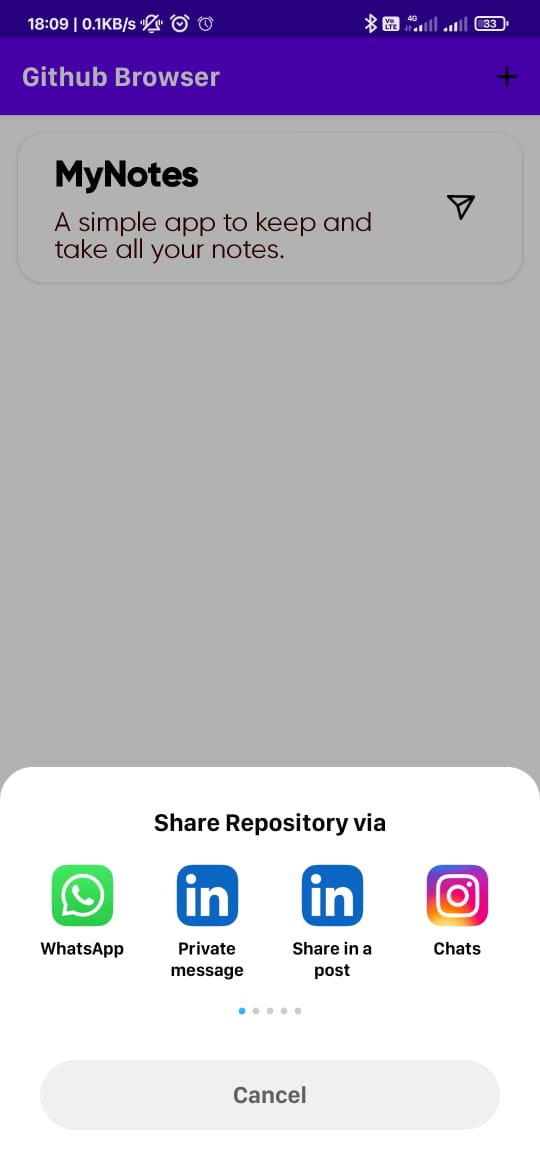 18:09 | 0.1KB/s 4G 33
Github Browser +
MyNotes
A simple app to keep and
take all your notes.
Share Repository via
WhatsApp
Private
message
Share in a
post
Chats
Cancel